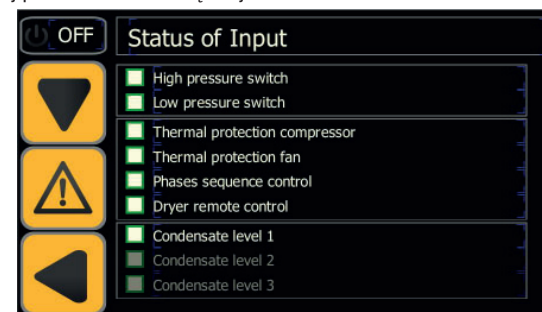 OFF
Status of Input
High pressure switch
Low pressure switch
Thermal protection compressor
Thermal protection fan
Phases sequence control
Dryer remote control
Condensate level 1
Condensate level 2
Condensate level 3